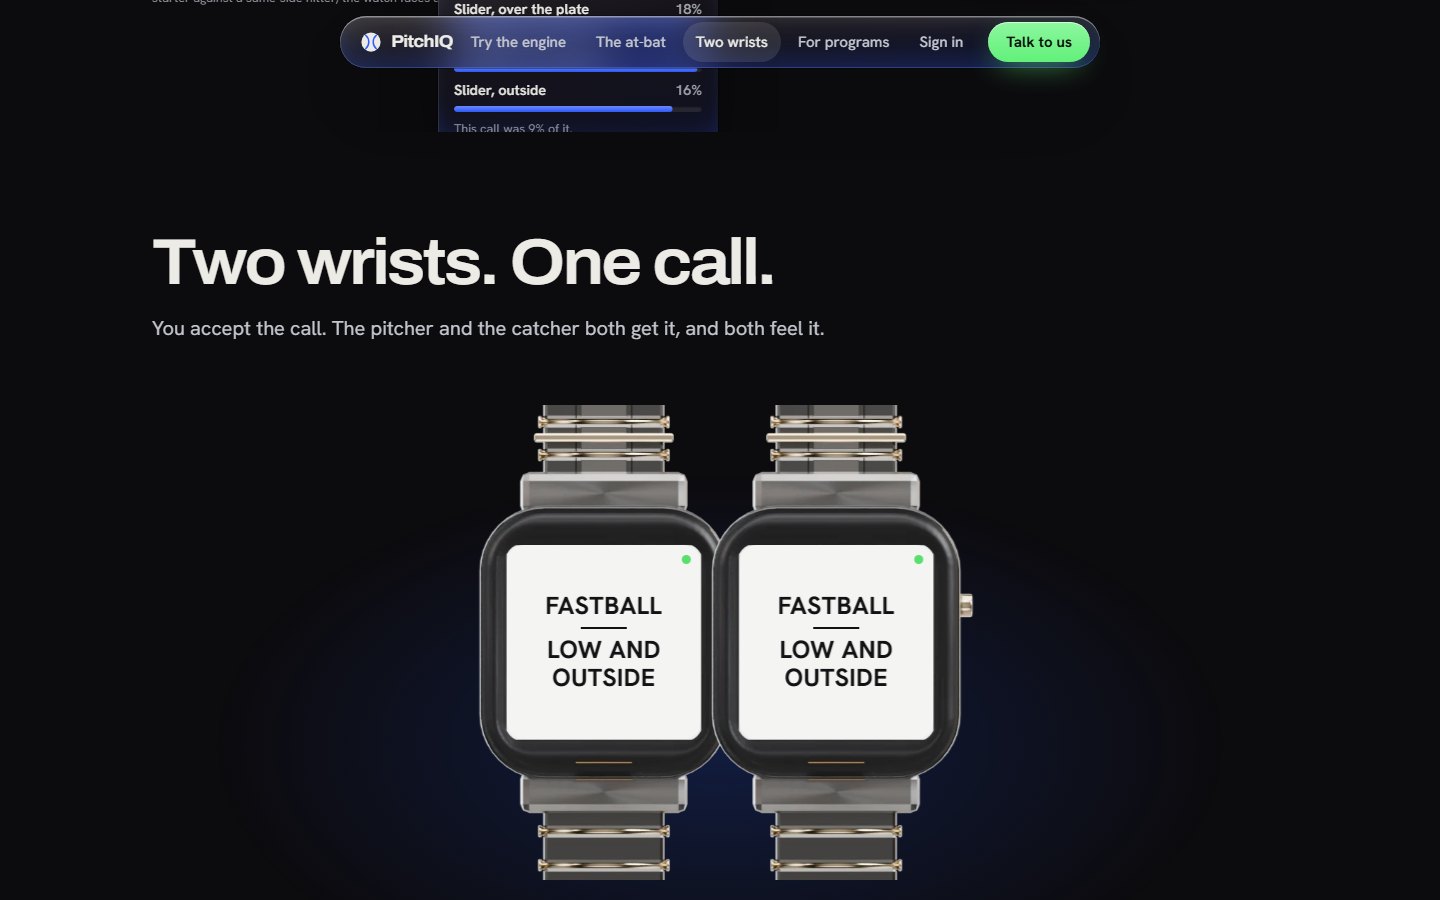 Slider, over the plate 18%
PitchIQ Try the engine The at-bat Two wrists For programs Sign in Talk to us
Slider, outside 16%
This call was 9% of it.
Two wrists. One call.
You accept the call. The pitcher and the catcher both get it, and both feel it.
FASTBALL
LOW AND
OUTSIDE
FASTBALL
LOW AND
OUTSIDE